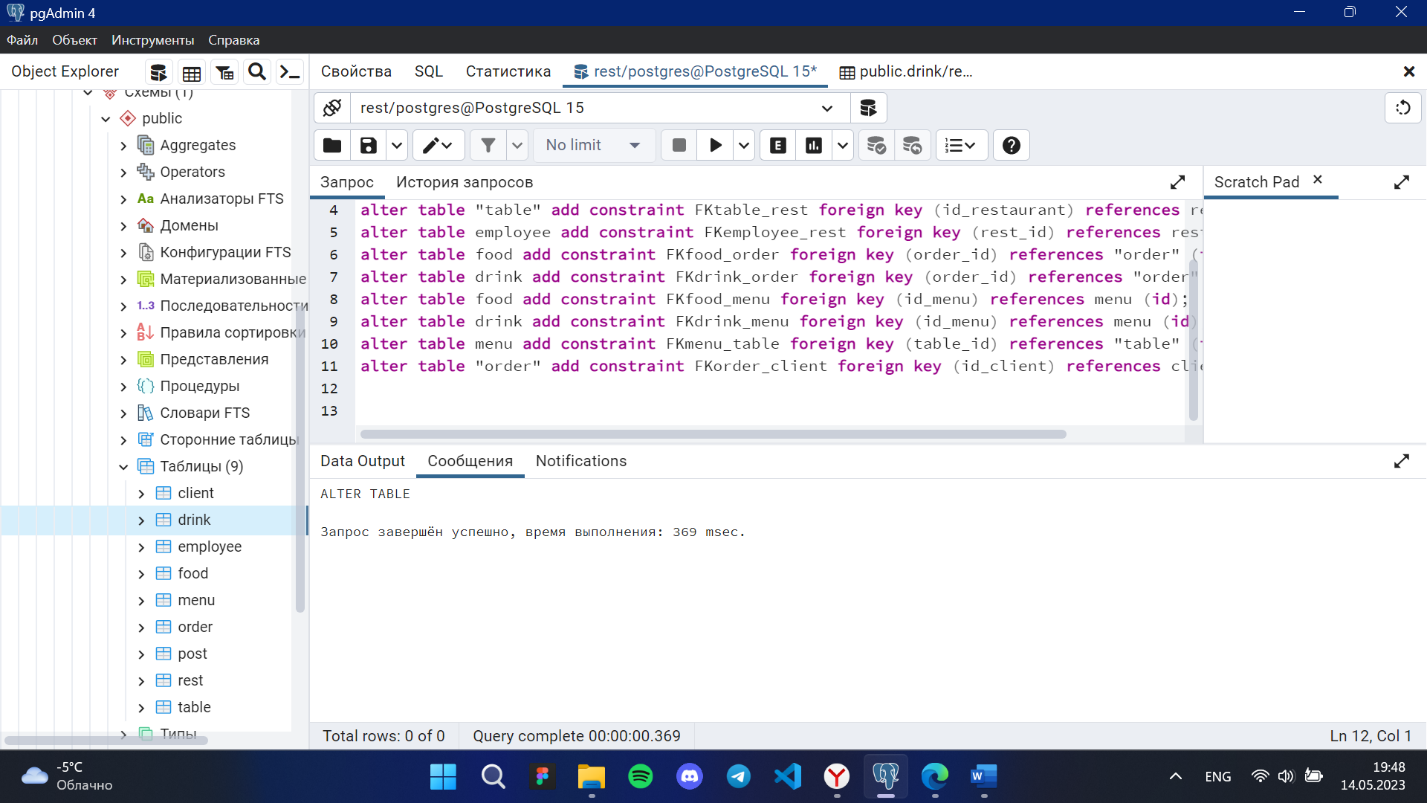 pgAdmin 4
Файл Объект Инструменты Справка
Object Explorer
Свойства SQL Статистика rest/postgres@PostgreSQL 15* public.drink/re...
Схемы (1)
public
Aggregates
Operators
Aa Анализаторы FTS
Домены
Конфигурации FTS
Материализованные
1..3 Последовательности
Правила сортировки
Представления
Процедуры
Словари FTS
Сторонние таблицы
Таблицы (9)
client
drink
employee
food
menu
order
post
rest
table
Типы
rest/postgres@PostgreSQL 15
No limit
E
Запрос История запросов
Scratch Pad
4 alter table "table" add constraint FKtable_rest foreign key (id_restaurant) references re
5 alter table employee add constraint FKemployee_rest foreign key (rest_id) references rest
6 alter table food add constraint FKfood_order foreign key (order_id) references "order" (
7 alter table drink add constraint FKdrink_order foreign key (order_id) references "order"
8 alter table food add constraint FKfood_menu foreign key (id_menu) references menu (id);
9 alter table drink add constraint FKdrink_menu foreign key (id_menu) references menu (id)
10 alter table menu add constraint FKmenu_table foreign key (table_id) references "table" (
11 alter table "order" add constraint FKorder_client foreign key (id_client) references clie
12
13
Data Output Сообщения Notifications
ALTER TABLE
Запрос завершён успешно, время выполнения: 369 msec.
Total rows: 0 of 0 Query complete 00:00:00.369 Ln 12, Col 1
-5°C
Облачно
ENG
19:48
14.05.2023